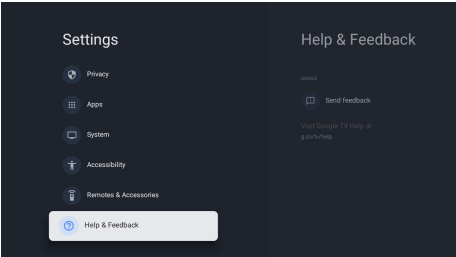 Settings
Privacy
Apps
System
Accessibility
Remotes & Accessories
Help & Feedback
Help & Feedback
GOOGLE
Send feedback
Visit Google TV Help at
g.co/tv/help